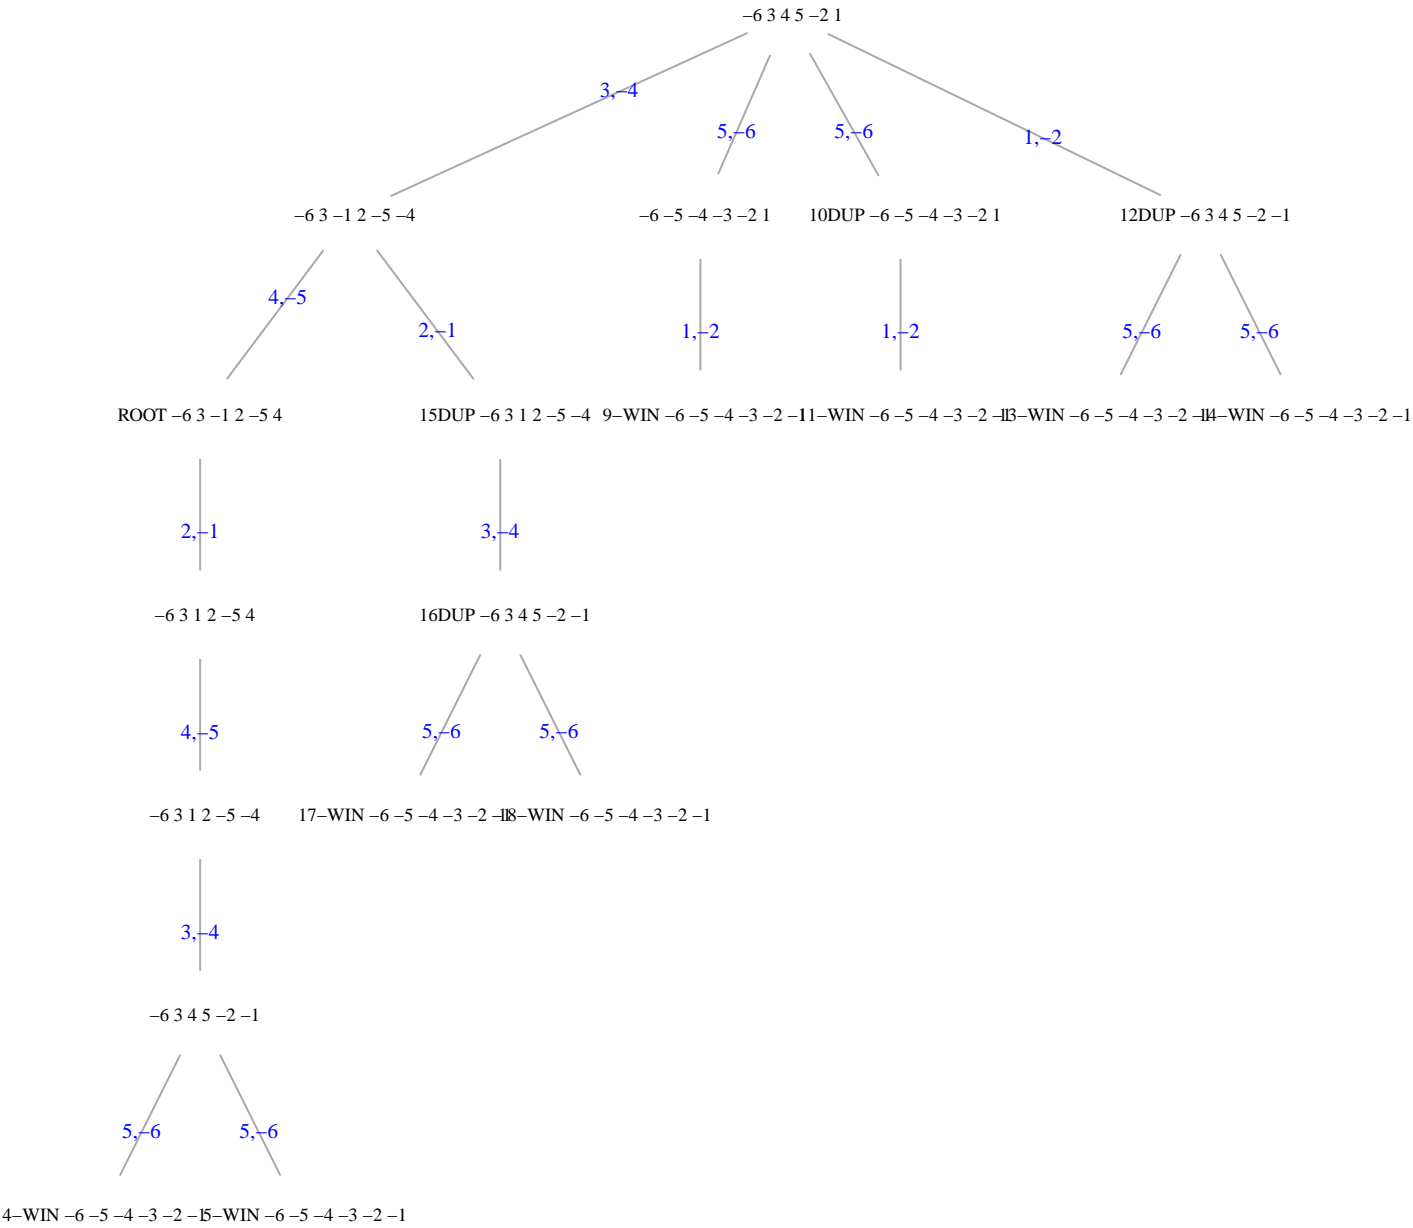 –6 3 4 5 –2 1
3,–4
5,–6
5,–6
1,–2
–6 3 –1 2 –5 –4
–6 –5 –4 –3 –2 1
10DUP –6 –5 –4 –3 –2 1
12DUP –6 3 4 5 –2 –1
4,–5
2,–1
1,–2
1,–2
5,–6
5,–6
ROOT –6 3 –1 2 –5 4
15DUP –6 3 1 2 –5 –4
9–WIN –6 –5 –4 –3 –2 –1
11–WIN –6 –5 –4 –3 –2 –1
13–WIN –6 –5 –4 –3 –2 –1
14–WIN –6 –5 –4 –3 –2 –1
2,–1
3,–4
–6 3 1 2 –5 4
16DUP –6 3 4 5 –2 –1
4,–5
5,–6
5,–6
–6 3 1 2 –5 –4
17–WIN –6 –5 –4 –3 –2 –1
18–WIN –6 –5 –4 –3 –2 –1
3,–4
–6 3 4 5 –2 –1
5,–6
5,–6
4–WIN –6 –5 –4 –3 –2 –1
5–WIN –6 –5 –4 –3 –2 –1